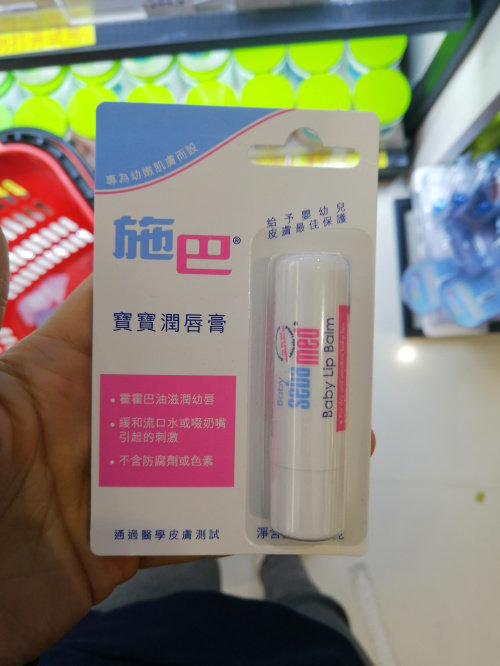 專為幼嫩肌膚而設
給予嬰幼兒
皮膚最佳保護
施巴®
寶寶潤唇膏
• 霍霍巴油滋潤幼唇
• 緩和流口水或啜奶嘴
引起的刺激
• 不含防腐劑或色素
通過醫學皮膚測試
淨含
Baby
sebamed
Baby Lip Balm